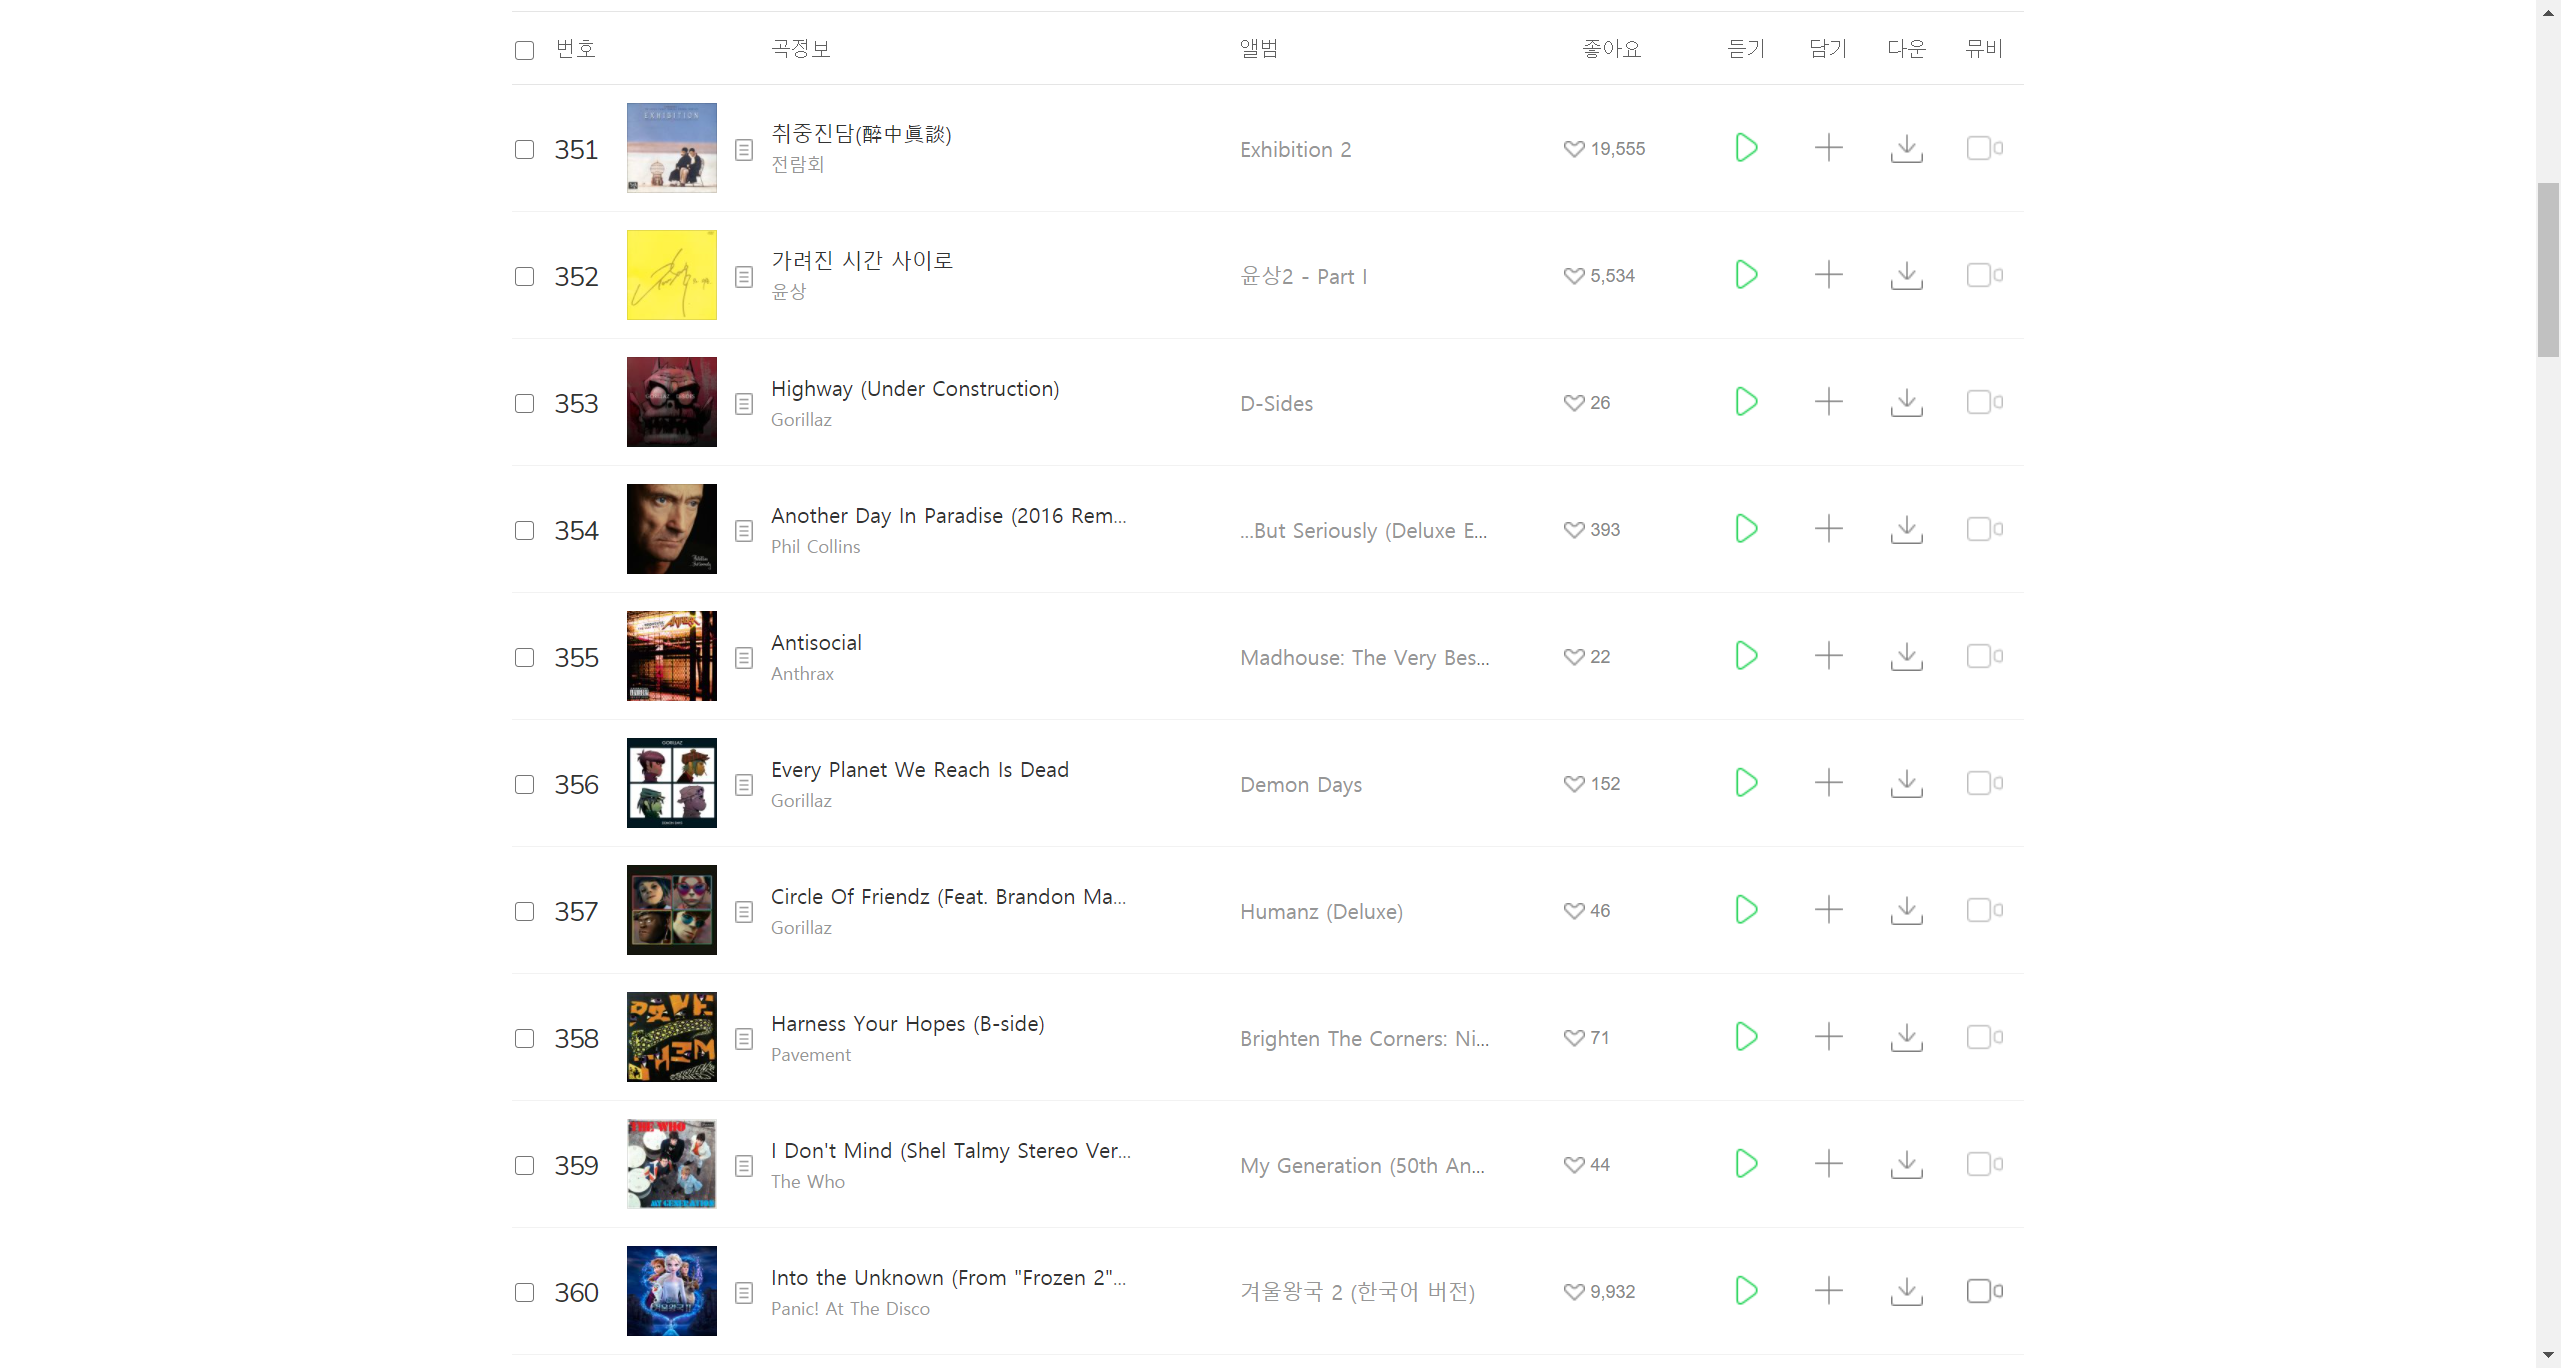 번호 곡정보 앨범 좋아요 듣기 담기 다운 뮤비
EXHIBITION
351 취중진담(醉中眞談) Exhibition 2 19,555
전람회
352 가려진 시간 사이로 윤상2 - Part I 5,534
윤상
353 Highway (Under Construction) D-Sides 26
Gorillaz
354 Another Day In Paradise (2016 Rem... ...But Seriously (Deluxe E... 393
Phil Collins
355 Antisocial Madhouse: The Very Bes... 22
Anthrax
GORILLAZ
356 Every Planet We Reach Is Dead Demon Days 152
Gorillaz
357 Circle Of Friendz (Feat. Brandon Ma... Humanz (Deluxe) 46
Gorillaz
358 Harness Your Hopes (B-side) Brighten The Corners: Ni... 71
Pavement
THE WHO
359 I Don't Mind (Shel Talmy Stereo Ver... My Generation (50th An... 44
The Who
MY GENERATION
360 Into the Unknown (From "Frozen 2"... 겨울왕국 2 (한국어 버전) 9,932
Panic! At The Disco